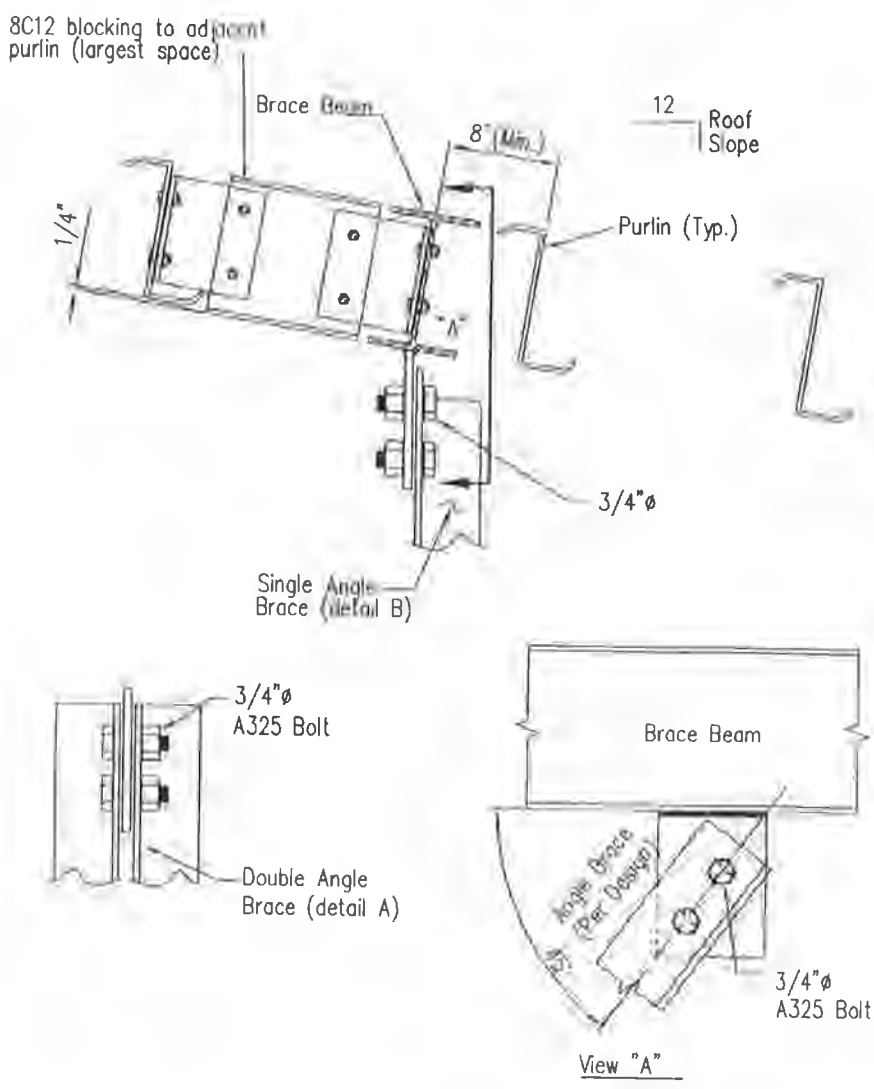 8C12 blocking to adjacent
purlin (largest space)
Brace Beam
8" (Min.)
12
Roof
Slope
1/4"
Purlin (Typ.)
"A"
3/4"ø
Single Angle
Brace (detail B)
3/4"ø
A325 Bolt
Brace Beam
Double Angle
Brace (detail A)
Angle Brace
(Per Design)
3/4"ø
A325 Bolt
View "A"